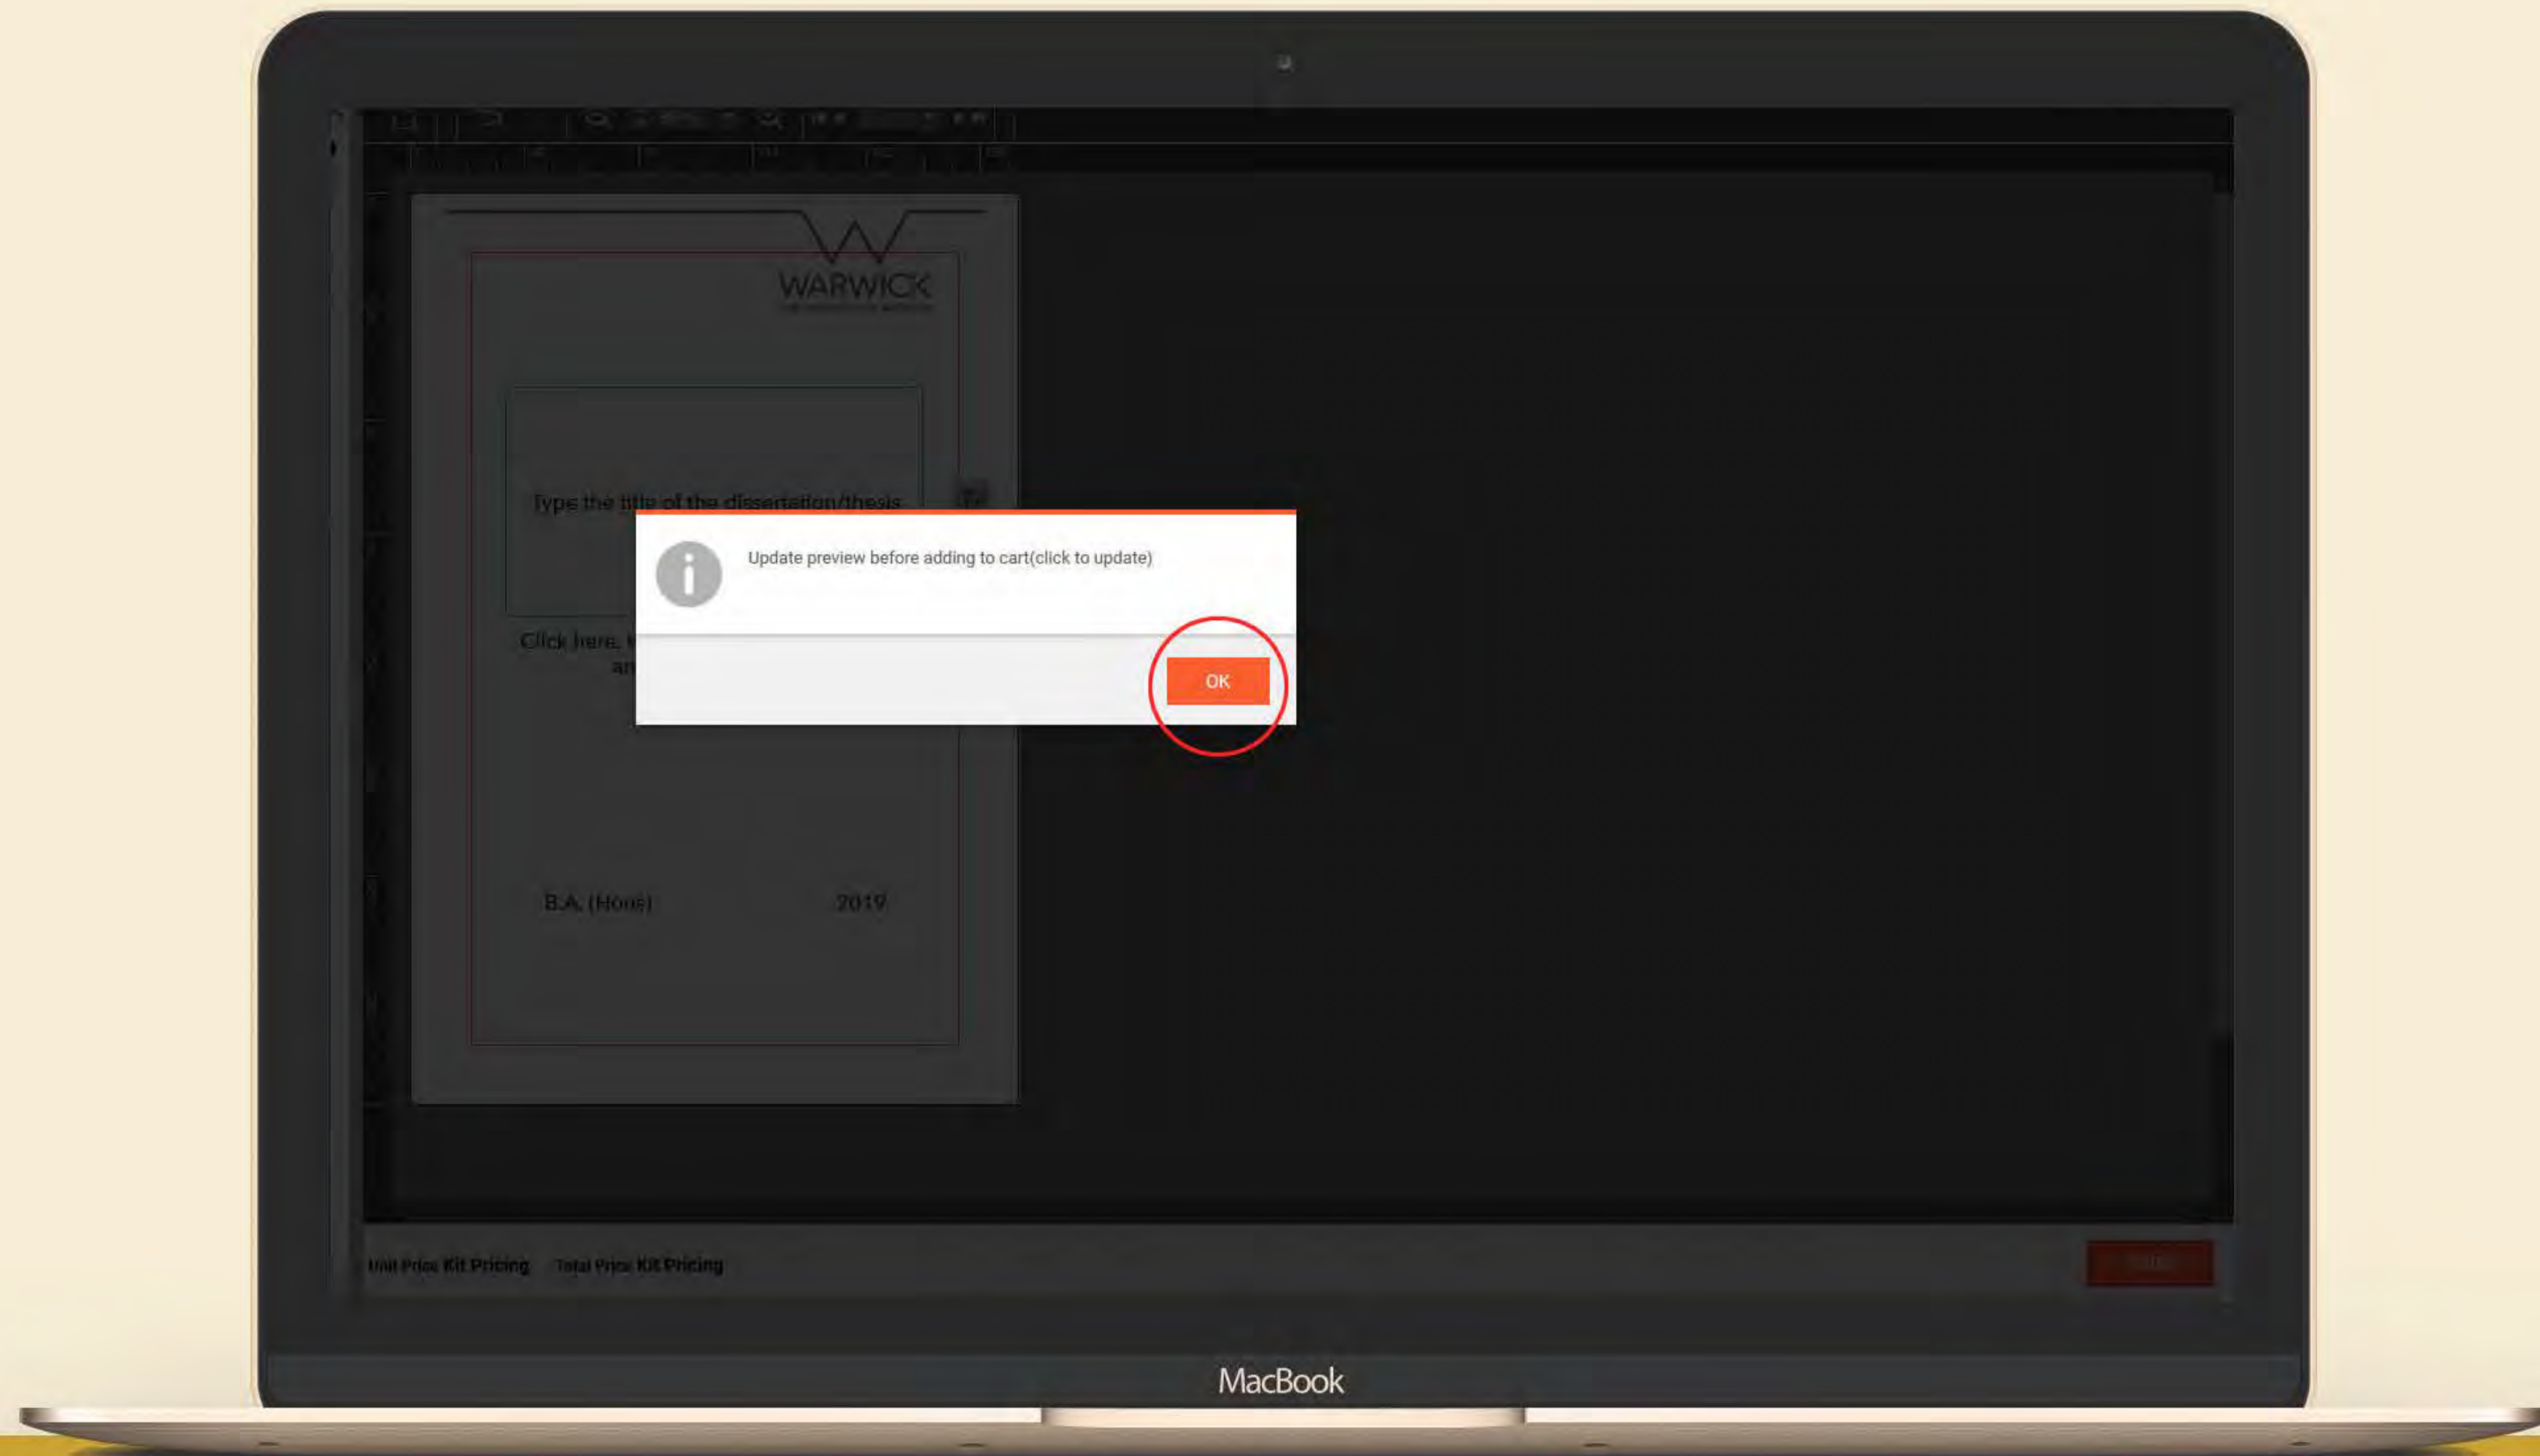 WARWICK
Type the title of the dissertation/thesis
Update preview before adding to cart(click to update)
Click here,
an
OK
B.A. (Hons)
2019
Unit Price Kit Pricing
Total Price Kit Pricing
MacBook